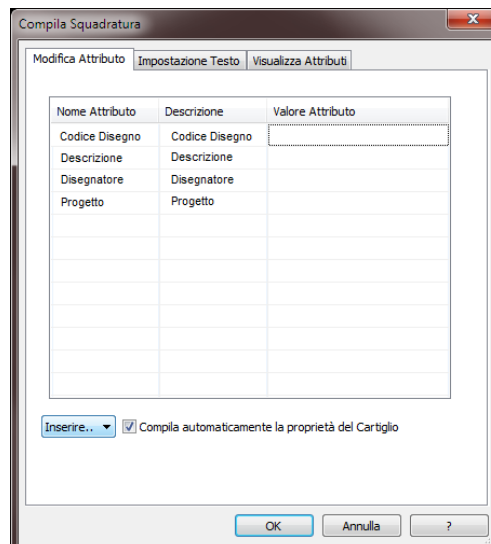 Compila Squadratura
Modifica Attributo Impostazione Testo Visualizza Attributi
Nome Attributo Descrizione Valore Attributo
Codice Disegno Codice Disegno
Descrizione Descrizione
Disegnatore Disegnatore
Progetto Progetto
Inserire.. Compila automaticamente la proprietà del Cartiglio
OK Annulla ?